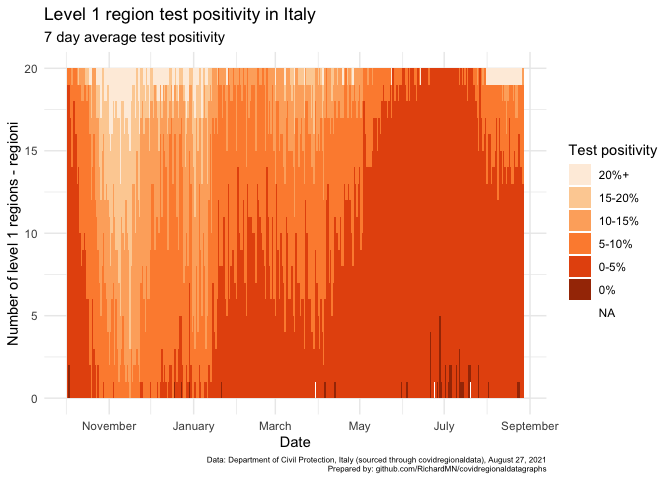 Level 1 region test positivity in Italy
7 day average test positivity
20
15
10
5
0
Number of level 1 regions - regioni
November
January
March
May
July
September
Date
Test positivity
20%+
15-20%
10-15%
5-10%
0-5%
0%
NA
Data: Department of Civil Protection, Italy (sourced through covidregionaldata), August 27, 2021
Prepared by: github.com/RichardMN/covidregionaldatagraphs